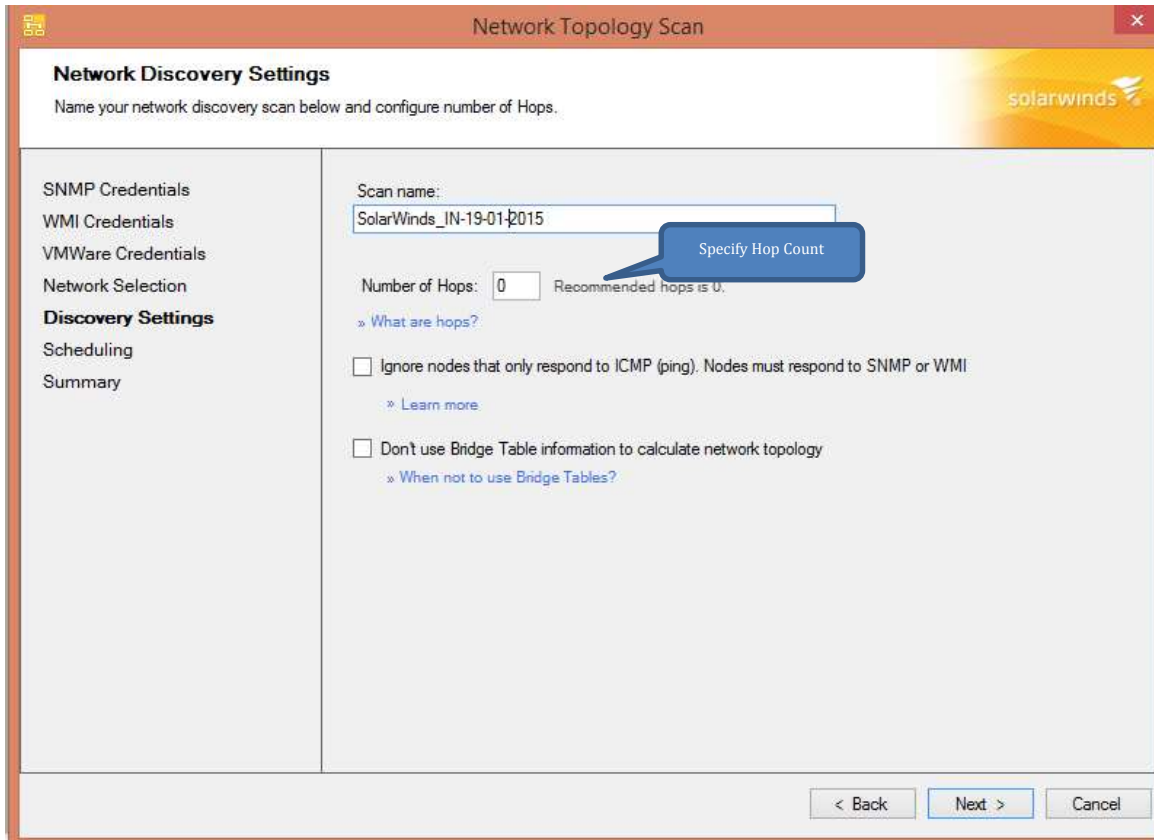 Network Topology Scan
Network Discovery Settings
Name your network discovery scan below and configure number of Hops.
solarwinds
SNMP Credentials
WMI Credentials
VMWare Credentials
Network Selection
Discovery Settings
Scheduling
Summary
Scan name:
SolarWinds_IN-19-01-2015
Specify Hop Count
Number of Hops: 0 Recommended hops is 0.
» What are hops?
Ignore nodes that only respond to ICMP (ping). Nodes must respond to SNMP or WMI
» Learn more
Don't use Bridge Table information to calculate network topology
» When not to use Bridge Tables?
< Back Next > Cancel